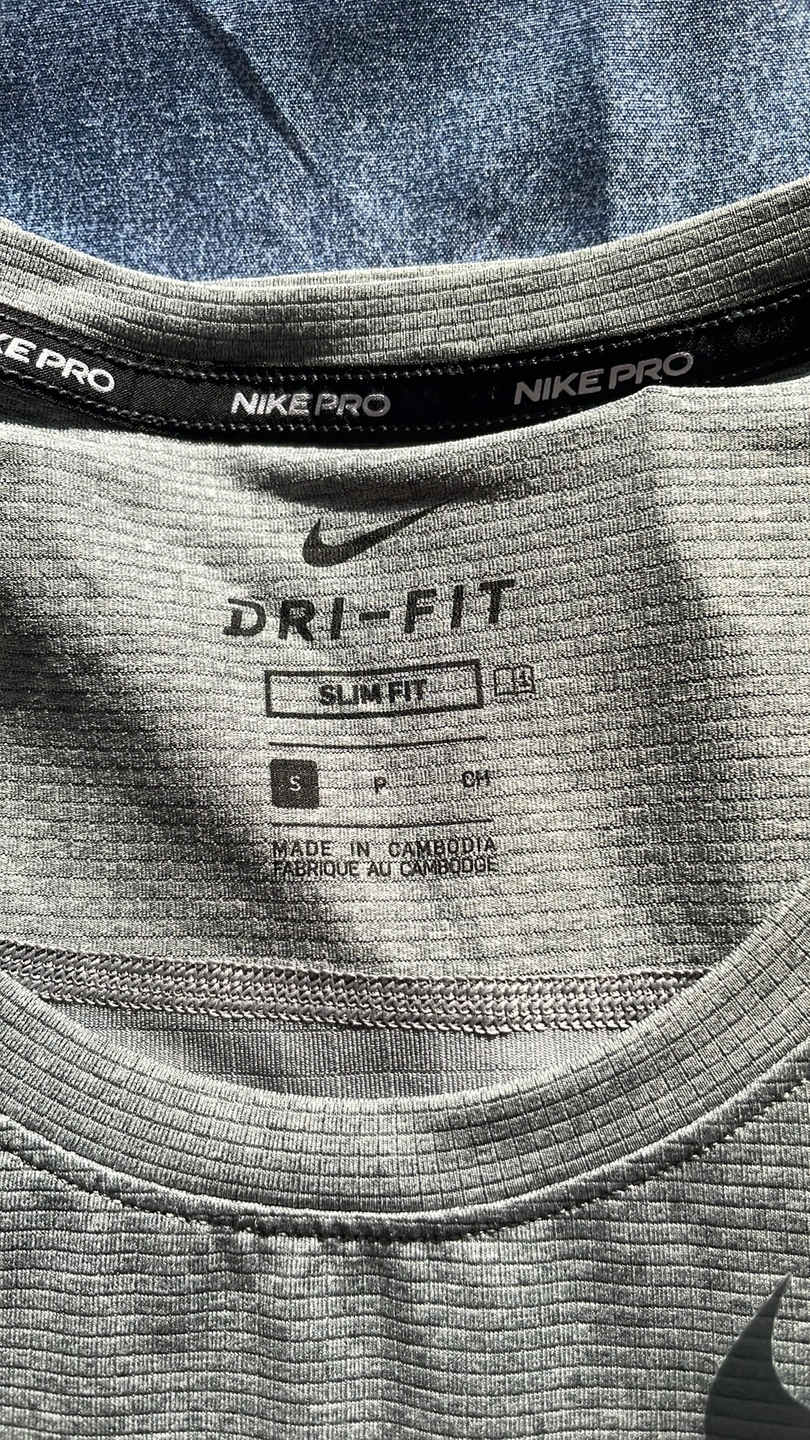 KE PRO NIKE PRO NIKE PRO
DRI-FIT
SLIM FIT
S P CH
MADE IN CAMBODIA
FABRIQUE AU CAMBODGE